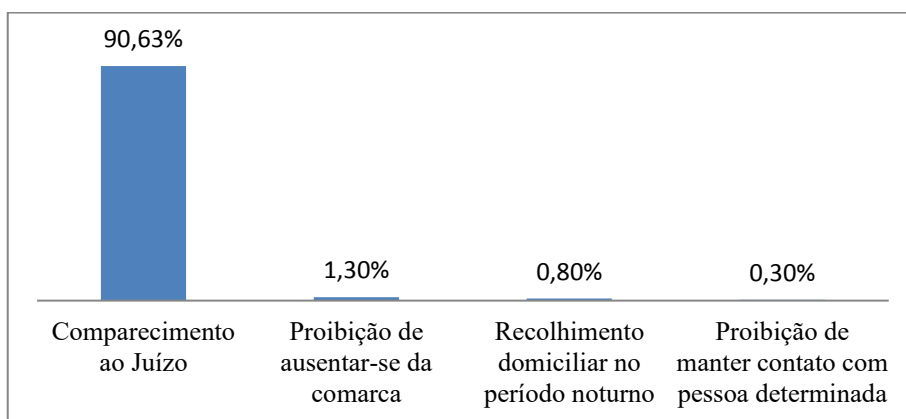 90,63%
1,30%
0,80%
0,30%
Comparecimento
ao Juízo
Proibição de
ausentar-se da
comarca
Recolhimento
domiciliar no
período noturno
Proibição de
manter contato com
pessoa determinada